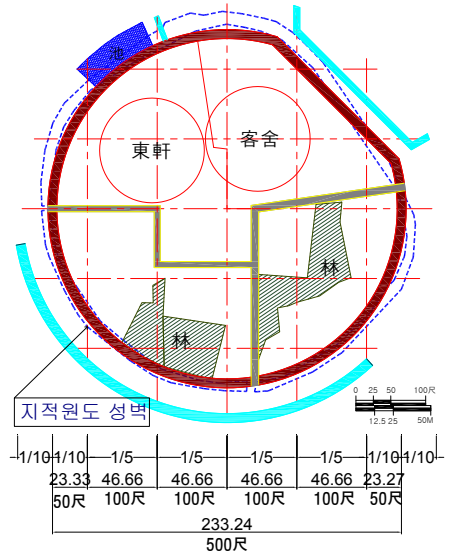 池
東軒 客舍
林
林
지적원도 성벽
0 25 50 100尺
12.5 25 50M
1/10 1/10 1/5 1/5 1/5 1/5 1/10 1/10
23.33 46.66 46.66 46.66 46.66 23.27
50尺 100尺 100尺 100尺 100尺 50尺
233.24
500尺